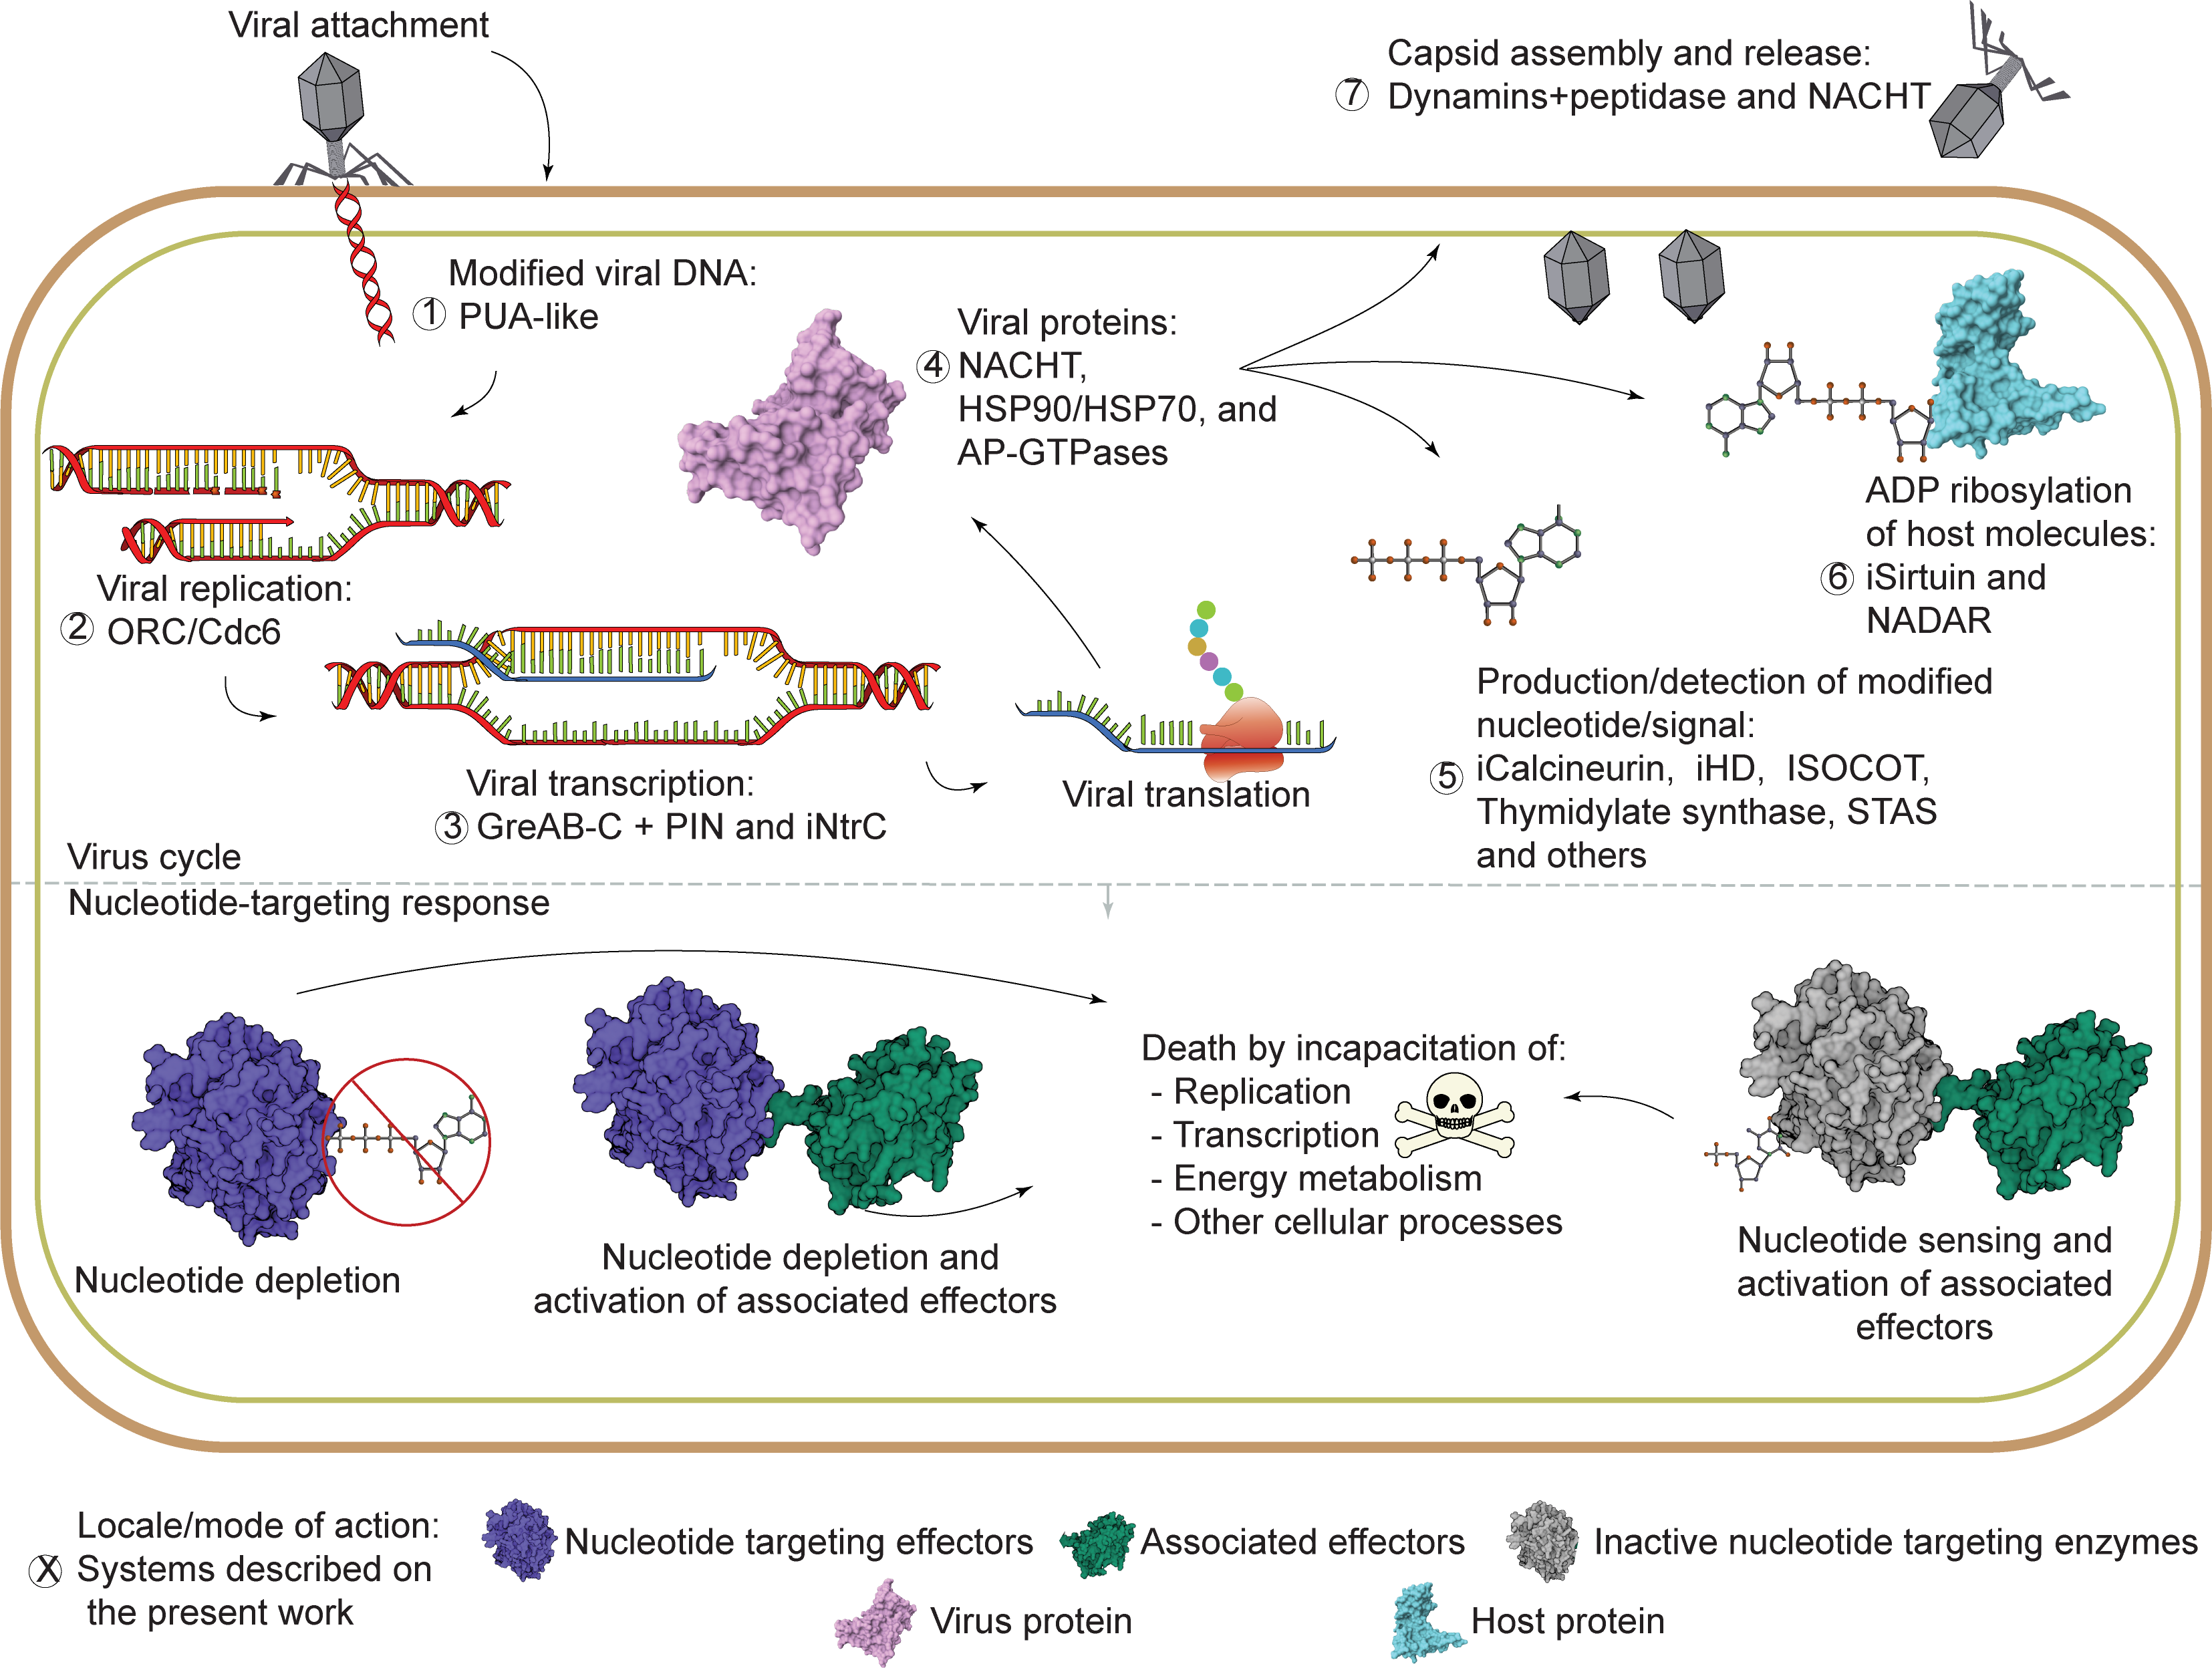 Viral attachment
Capsid assembly and release:
7 Dynamins+peptidase and NACHT
Modified viral DNA:
1 PUA-like
Viral proteins:
4 NACHT,
HSP90/HSP70, and
AP-GTPases
ADP ribosylation
of host molecules:
6 iSirtuin and
NADAR
Viral replication:
2 ORC/Cdc6
Production/detection of modified
nucleotide/signal:
5 iCalcineurin, iHD, ISOCOT,
Thymidylate synthase, STAS
and others
Viral transcription:
3 GreAB-C + PIN and iNtrC
Viral translation
Virus cycle
Nucleotide-targeting response
Nucleotide depletion
Nucleotide depletion and
activation of associated effectors
Death by incapacitation of:
- Replication
- Transcription
- Energy metabolism
- Other cellular processes
Nucleotide sensing and
activation of associated
effectors
Locale/mode of action:
X Systems described on
the present work
Nucleotide targeting effectors
Associated effectors
Inactive nucleotide targeting enzymes
Virus protein
Host protein